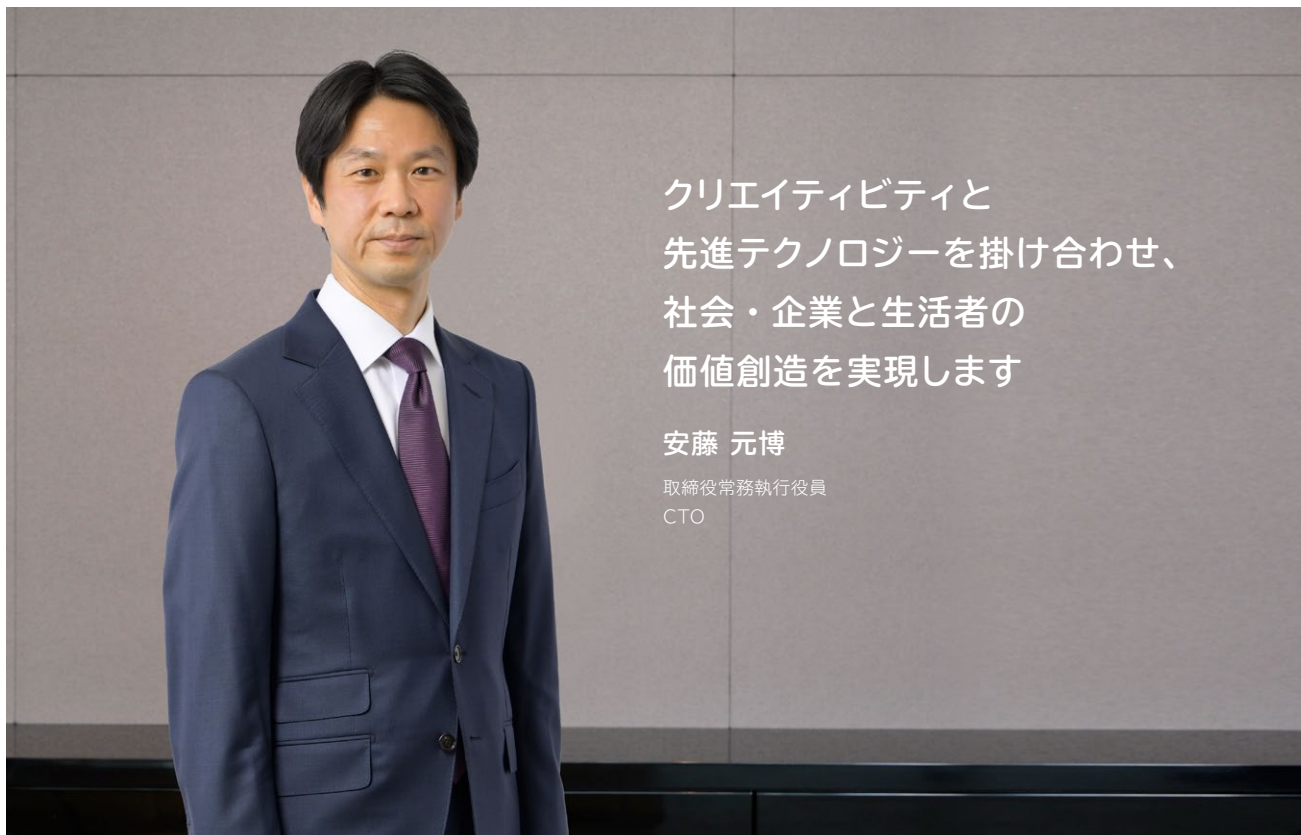 クリエイティビティと
先進テクノロジーを掛け合わせ、
社会・企業と生活者の
価値創造を実現します
安藤 元博
取締役常務執行役員
CTO